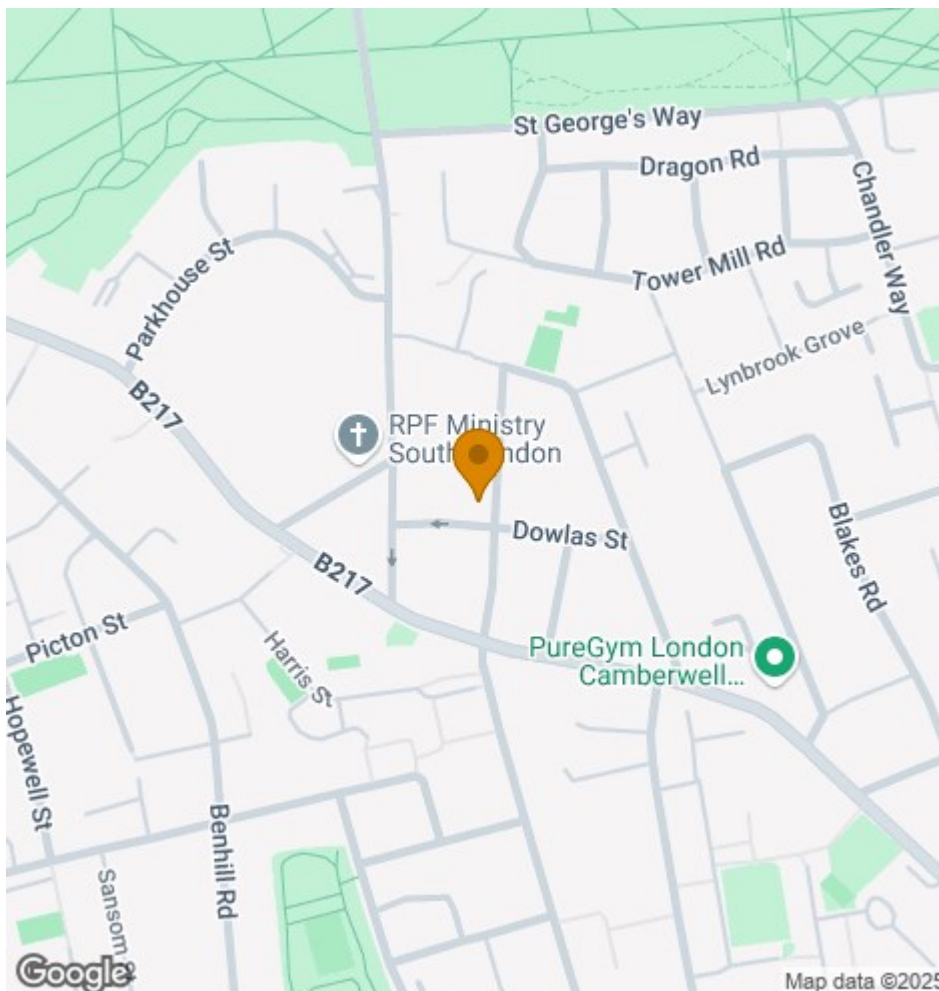 St George's Way
Dragon Rd
Chandler Way
Parkhouse St
Tower Mill Rd
Lynbrook Grove
B217
RPF Ministry
South London
Dowlas St
Blakes Rd
B217
Picton St
Harris St
PureGym London
Camberwell...
Hopewell St
Benhill Rd
Sansom
Google
Map data ©2025